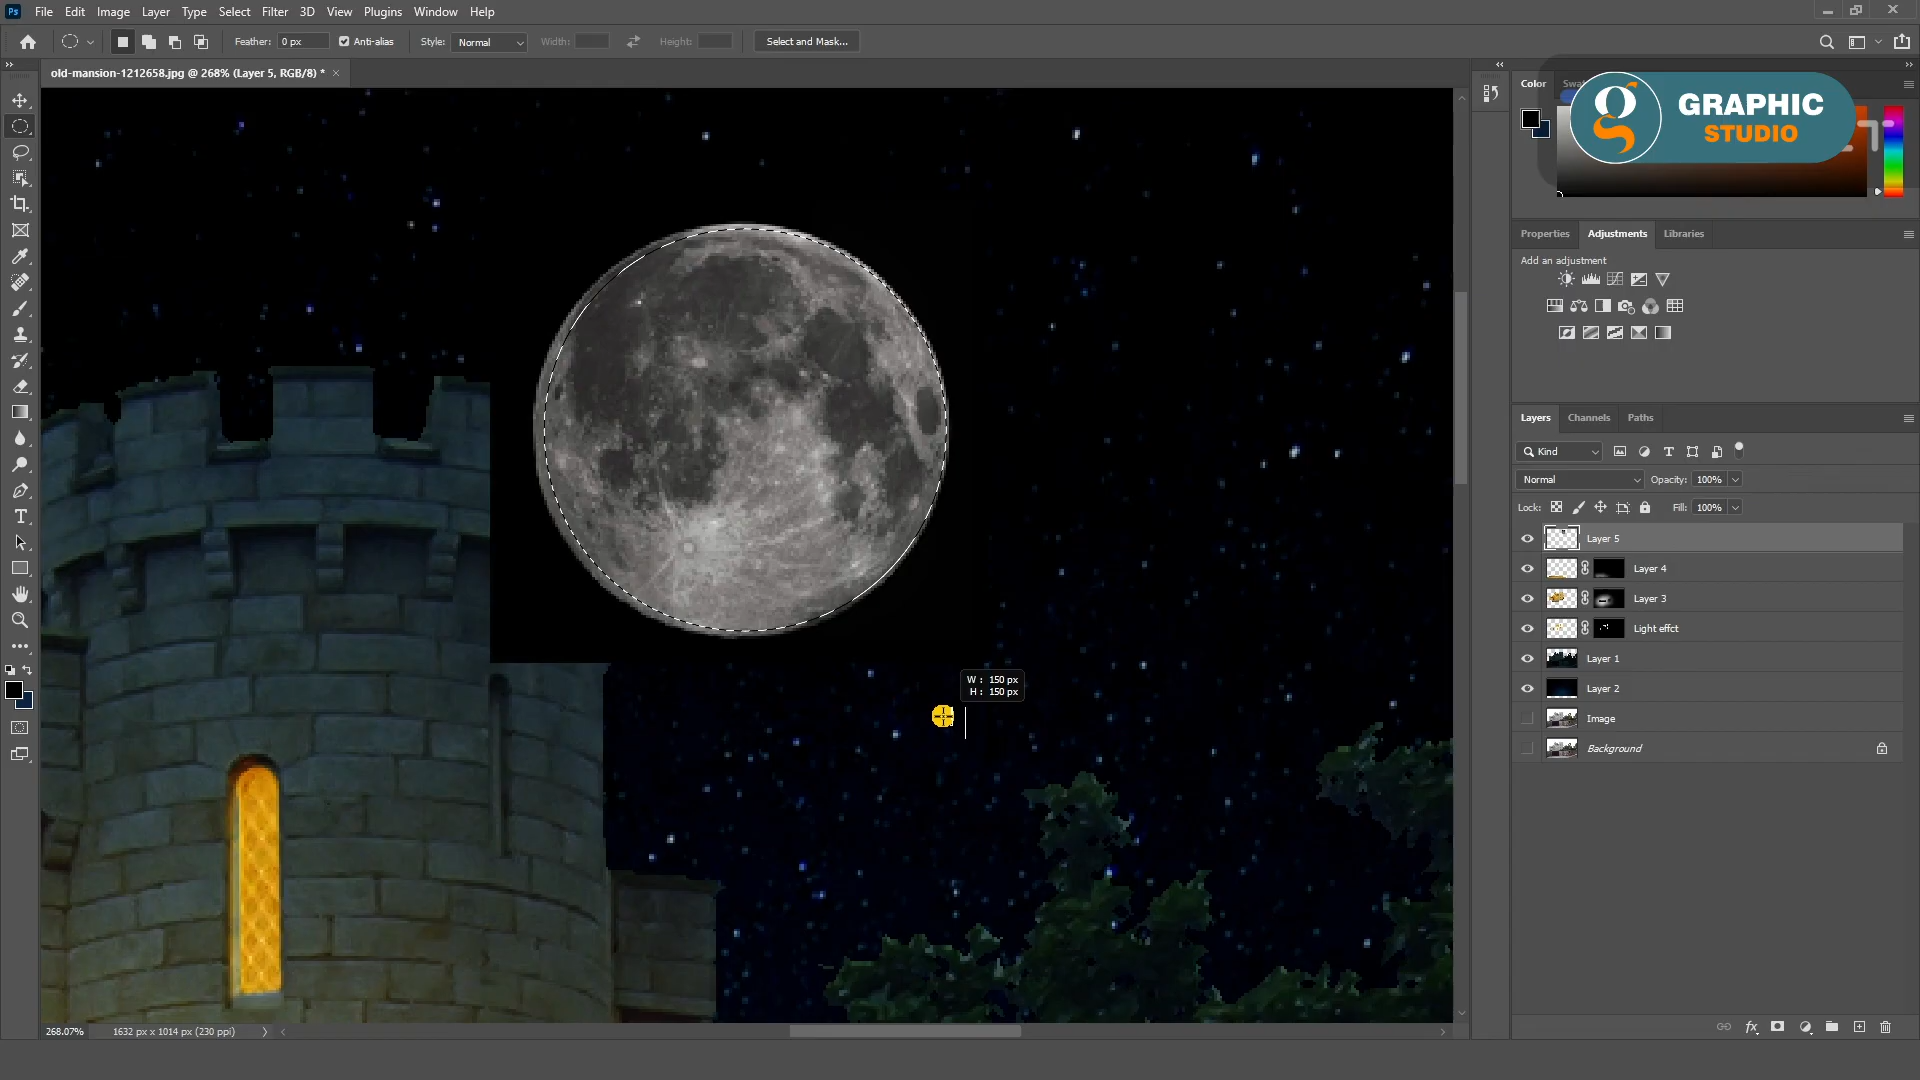 Ps File Edit Image Layer Type Select Filter 3D View Plugins Window Help
Feather: 0 px Anti-alias Style: Normal Width: Height: Select and Mask...
old-mansion-1212658.jpg @ 268% (Layer 5, RGB/8) * ×
Color Swat
g GRAPHIC
STUDIO
Properties Adjustments Libraries
Add an adjustment
Layers Channels Paths
Kind
Normal Opacity: 100%
Lock: Fill: 100%
Layer 5
Layer 4
Layer 3
Light effct
Layer 1
Layer 2
Image
Background
W : 150 px
H : 150 px
268.07% 1632 px x 1014 px (230 ppi)
fx